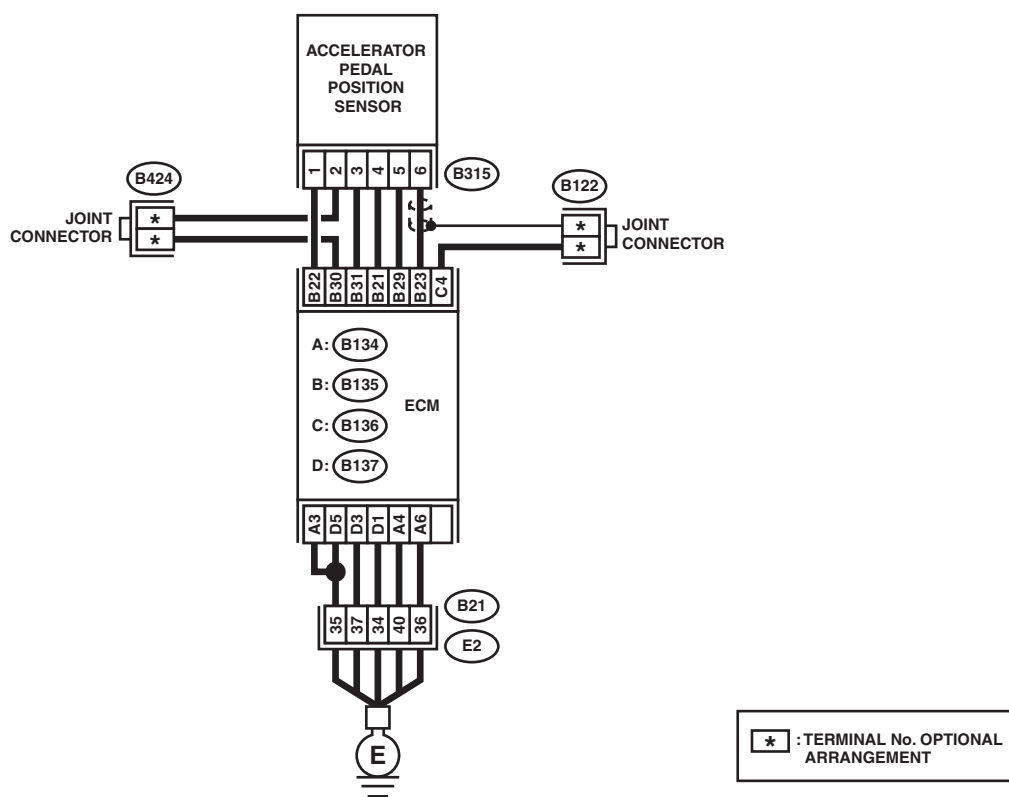 ACCELERATOR
PEDAL
POSITION
SENSOR
1 2 3 4 5 6
B315
B424
B122
JOINT
CONNECTOR
*
*
*
*
JOINT
CONNECTOR
B22 B30 B31 B21 B29 B23 C4
A: B134
B: B135
C: B136
D: B137
ECM
A3 D5 D3 D1 A4 A6
B21
35 37 34 40 36
E2
E
* : TERMINAL No. OPTIONAL
ARRANGEMENT